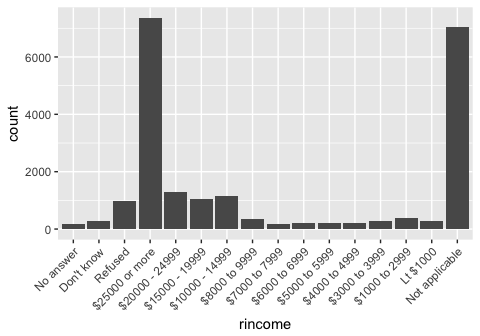 6000
4000
2000
0
count
No answer
Don't know
Refused
$25000 or more
$20000 - 24999
$15000 - 19999
$10000 - 14999
$8000 to 9999
$7000 to 7999
$6000 to 6999
$5000 to 5999
$4000 to 4999
$3000 to 3999
$1000 to 2999
Lt $1000
Not applicable
rincome